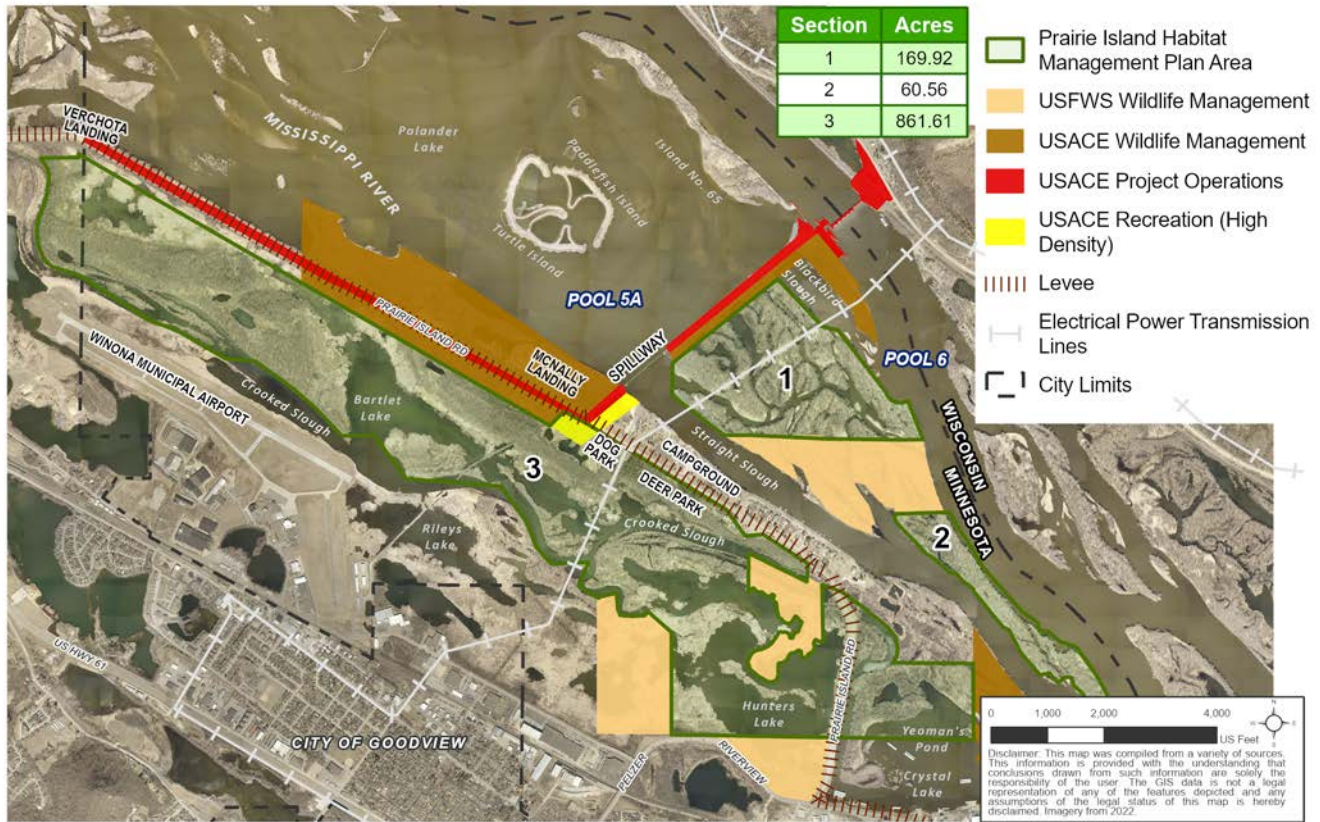 Section Acres
1 169.92
2 60.56
3 861.61
Prairie Island Habitat
Management Plan Area
USFWS Wildlife Management
USACE Wildlife Management
USACE Project Operations
USACE Recreation (High
Density)
Levee
Electrical Power Transmission
Lines
City Limits
VERCHOTA
LANDING
MISSISSIPPI RIVER
Polander
Lake
Paddlefish Island
Island No. 65
Turtle Island
POOL 5A
Blackbird
Slough
PRAIRIE ISLAND RD
MCNALLY
LANDING
SPILLWAY
1
POOL 6
WINONA MUNICIPAL AIRPORT
Crooked Slough
Bartlet
Lake
3
DOG
PARK
CAMPGROUND
Straight Slough
DEER PARK
WISCONSIN
MINNESOTA
2
Rileys
Lake
Crooked Slough
US HWY 61
CITY OF GOODVIEW
PELZER
RIVERVIEW
Hunters
Lake
PRAIRIE ISLAND RD
Yeoman's
Pond
Crystal
Lake
0 1,000 2,000 4,000
US Feet
N
W E
S
Disclaimer: This map was compiled from a variety of sources.
This information is provided with the understanding that
conclusions drawn from such information are solely the
responsibility of the user. The GIS data is not a legal
representation of any of the features depicted and any
assumptions of the legal status of this map is hereby
disclaimed. Imagery from 2022.